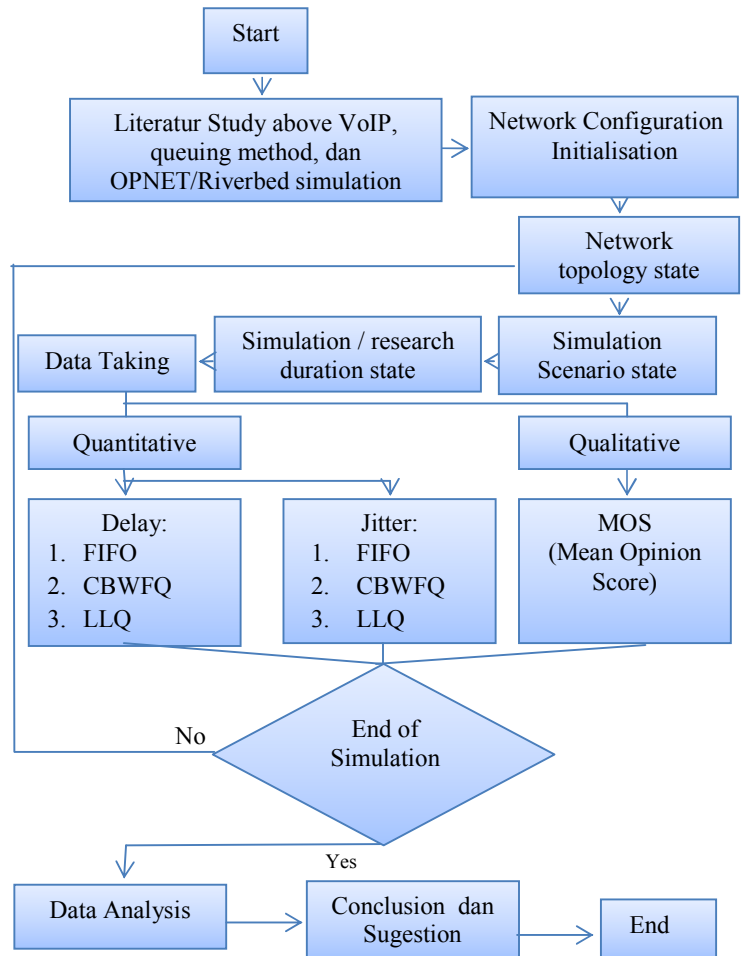 Start
Literatur Study above VoIP,
queuing method, dan
OPNET/Riverbed simulation
Network Configuration
Initialisation
Network
topology state
Simulation
Scenario state
Simulation / research
duration state
Data Taking
Quantitative
Qualitative
Delay:
1. FIFO
2. CBWFQ
3. LLQ
Jitter:
1. FIFO
2. CBWFQ
3. LLQ
MOS
(Mean Opinion
Score)
End of
Simulation
No
Yes
Data Analysis
Conclusion dan
Sugestion
End